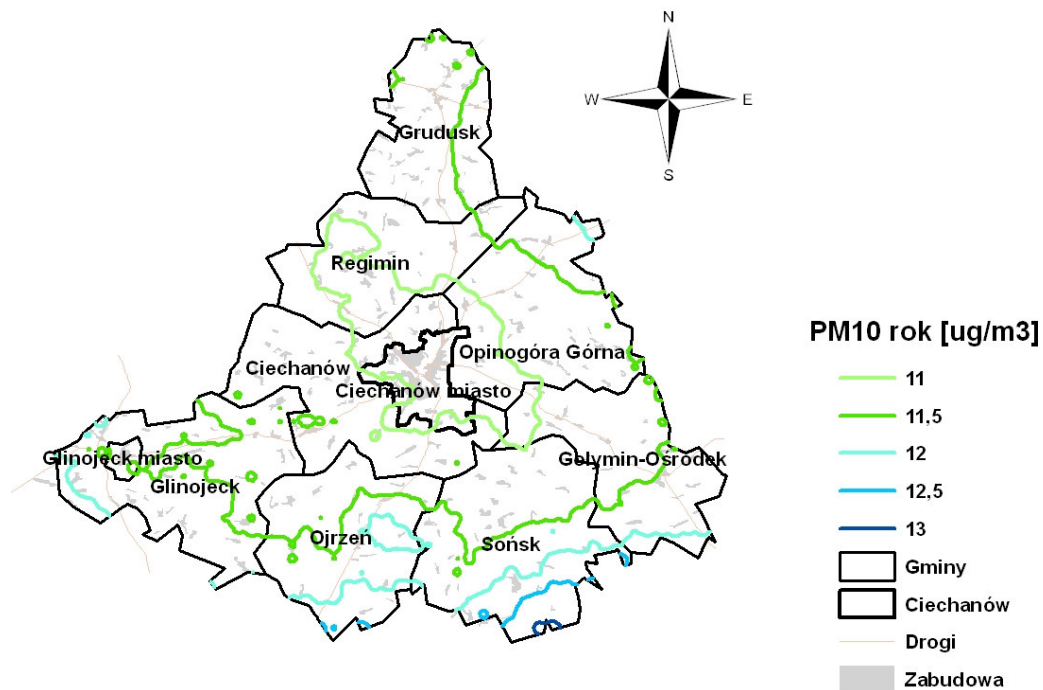 N
W
E
S
Grudusk
Regimin
Opinogóra Górna
Ciechanów
Ciechanów miasto
Glinojeck miasto
Gołymin-Ośrodek
Glinojeck
Ojrzeń
Sońsk
PM10 rok [ug/m3]
11
11,5
12
12,5
13
Gminy
Ciechanów
Drogi
Zabudowa